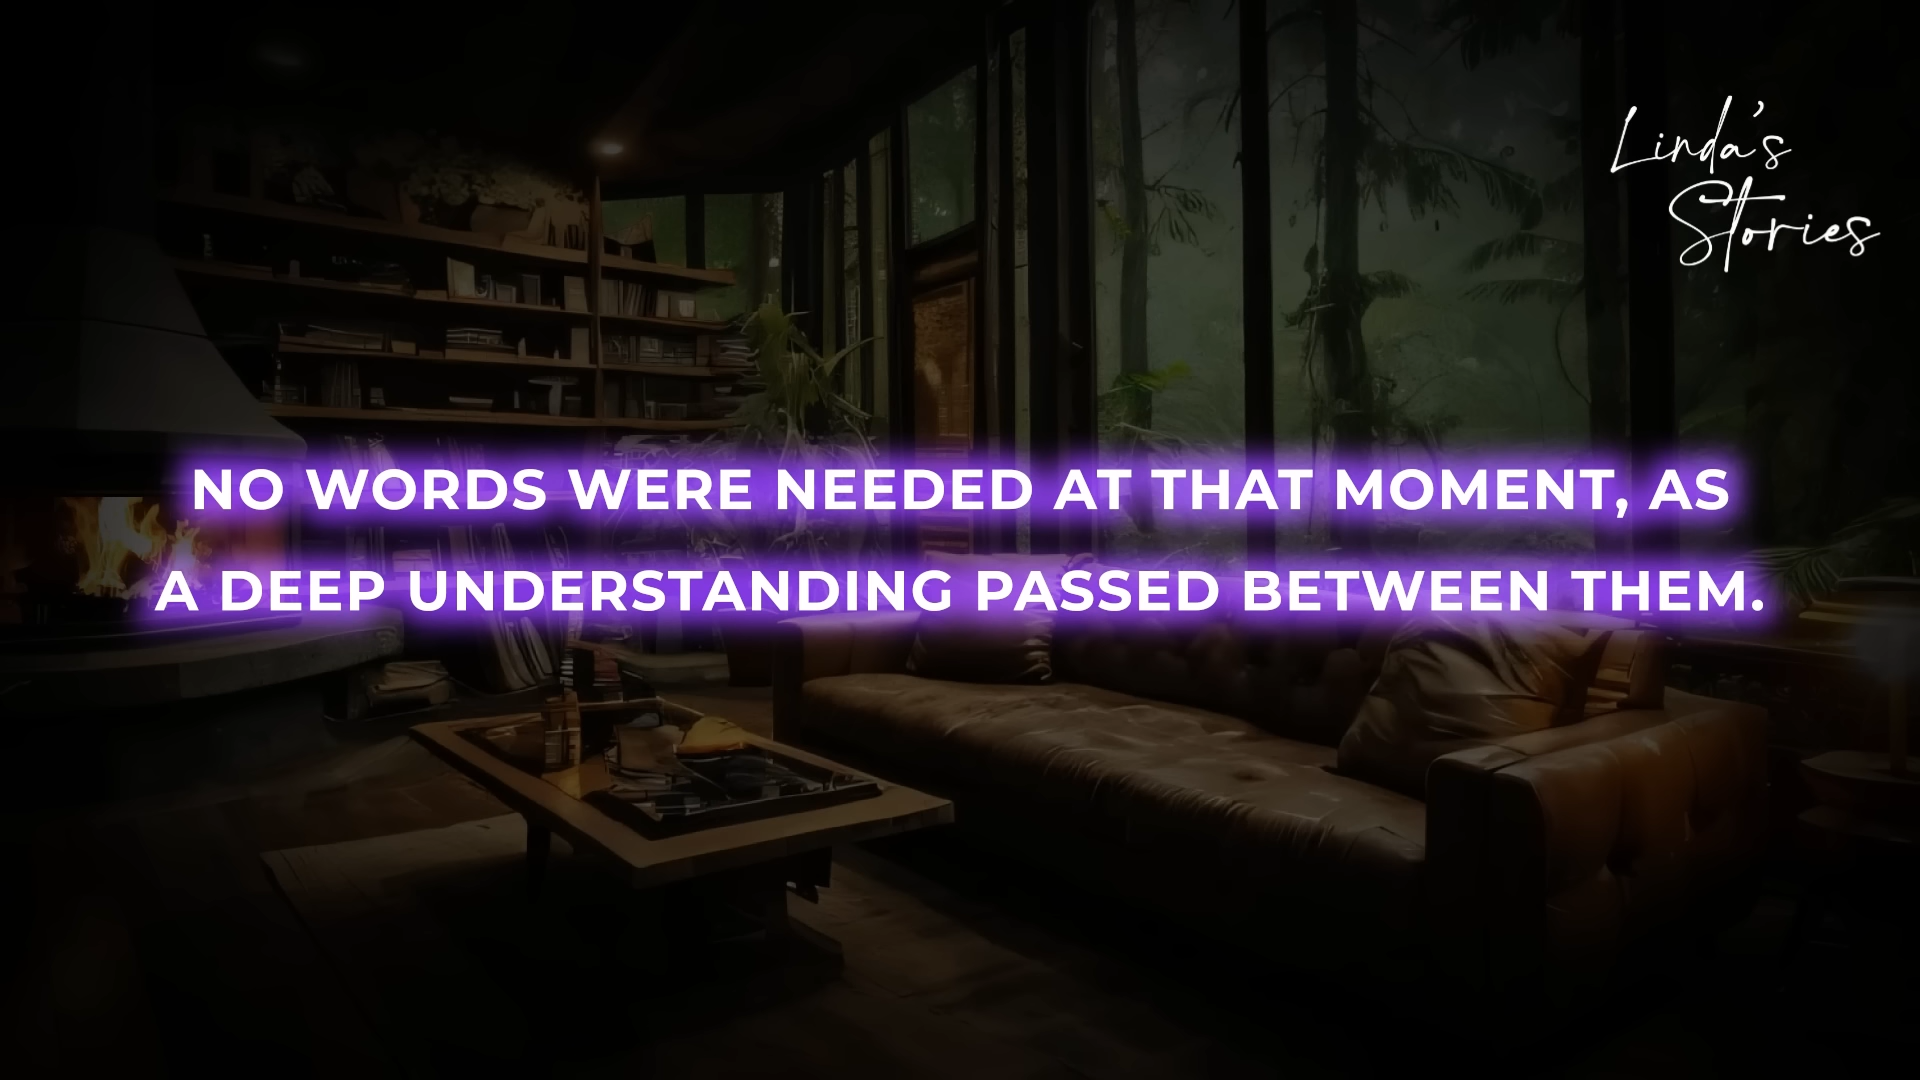 Linda's
Stories
NO WORDS WERE NEEDED AT THAT MOMENT, AS
A DEEP UNDERSTANDING PASSED BETWEEN THEM.